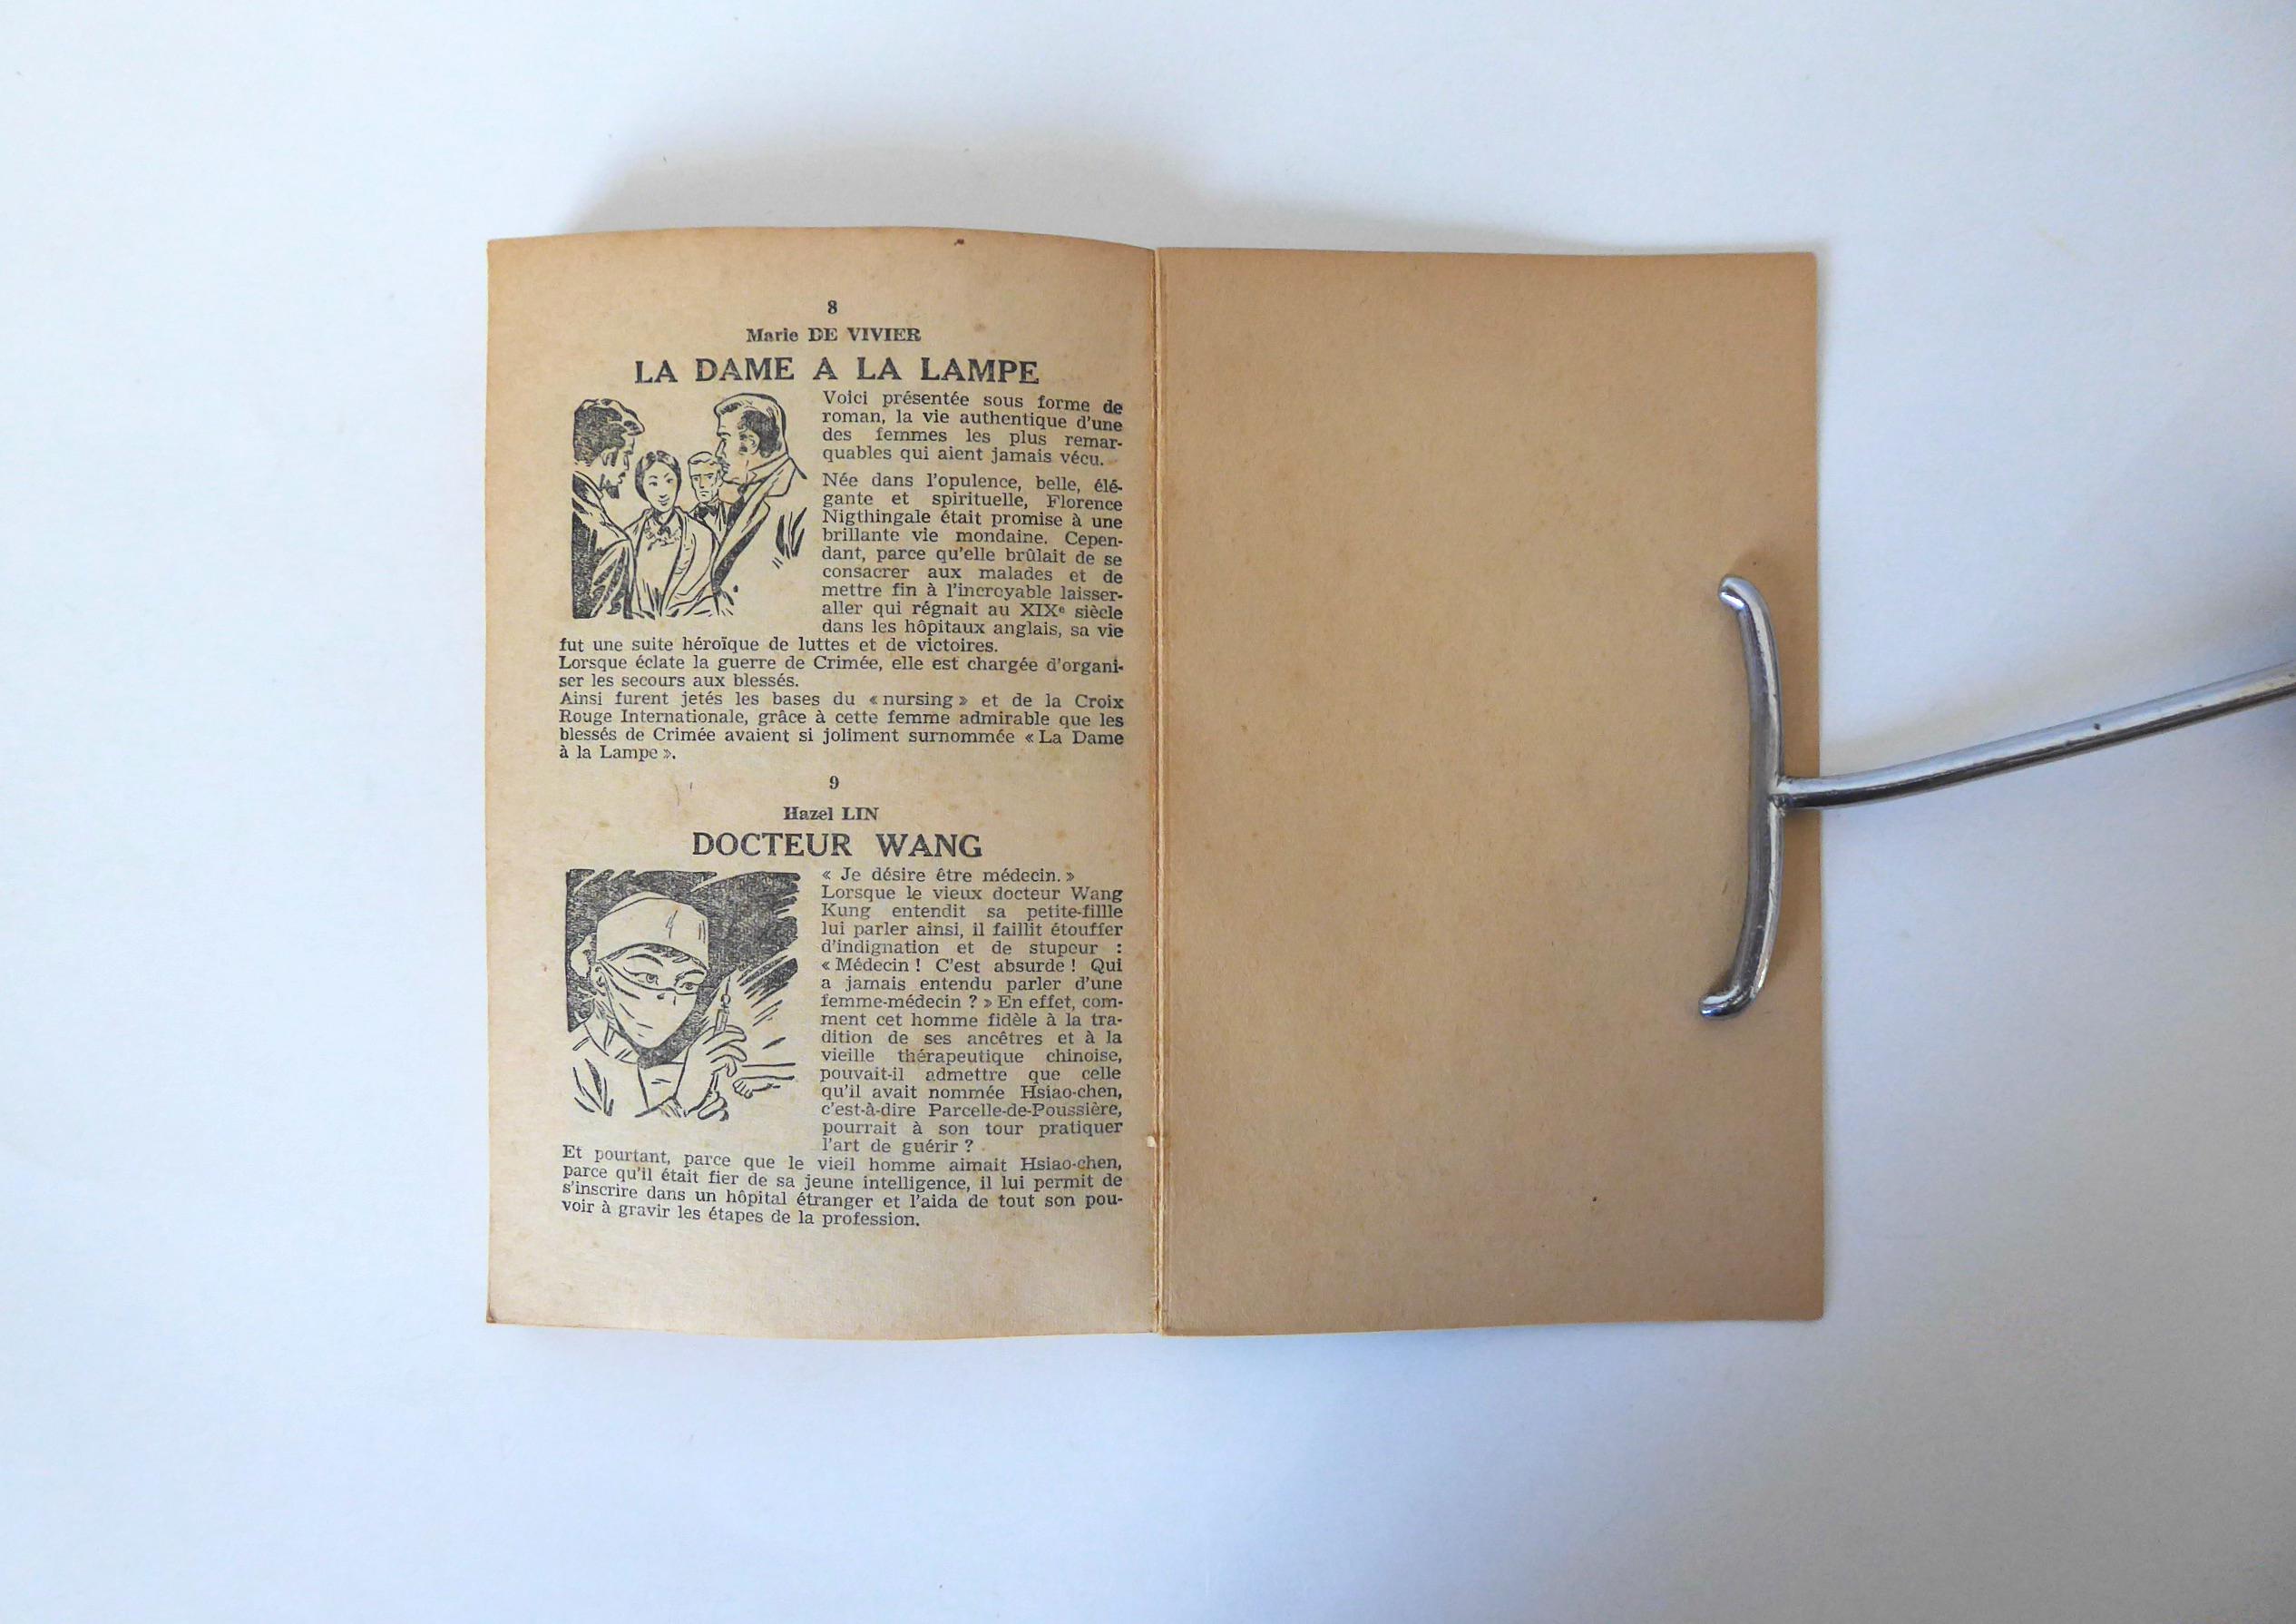 8
Marie DE VIVIER
LA DAME A LA LAMPE
Voici présentée sous forme de
roman, la vie authentique d'une
des femmes les plus remar-
quables qui aient jamais vécu.
Née dans l'opulence, belle, élé-
gante et spirituelle, Florence
Nigthingale était promise à une
brillante vie mondaine. Cepen-
dant, parce qu'elle brûlait de se
consacrer aux malades et de
mettre fin à l'incroyable laisser-
aller qui régnait au XIXe siècle
dans les hôpitaux anglais, sa vie
fut une suite héroïque de luttes et de victoires.
Lorsque éclate la guerre de Crimée, elle est chargée d'organi-
ser les secours aux blessés.
Ainsi furent jetés les bases du « nursing » et de la Croix
Rouge Internationale, grâce à cette femme admirable que les
blessés de Crimée avaient si joliment surnommée « La Dame
à la Lampe ».
9
Hazel LIN
DOCTEUR WANG
« Je désire être médecin. »
Lorsque le vieux docteur Wang
Kung entendit sa petite-fillle
lui parler ainsi, il faillit étouffer
d'indignation et de stupeur :
« Médecin ! C'est absurde ! Qui
a jamais entendu parler d'une
femme-médecin ? » En effet, com-
ment cet homme fidèle à la tra-
dition de ses ancêtres et à la
vieille thérapeutique chinoise,
pouvait-il admettre que celle
qu'il avait nommée Hsiao-chen,
c'est-à-dire Parcelle-de-Poussière,
pourrait à son tour pratiquer
l'art de guérir ?
Et pourtant, parce que le vieil homme aimait Hsiao-chen,
parce qu'il était fier de sa jeune intelligence, il lui permit de
s'inscrire dans un hôpital étranger et l'aida de tout son pou-
voir à gravir les étapes de la profession.